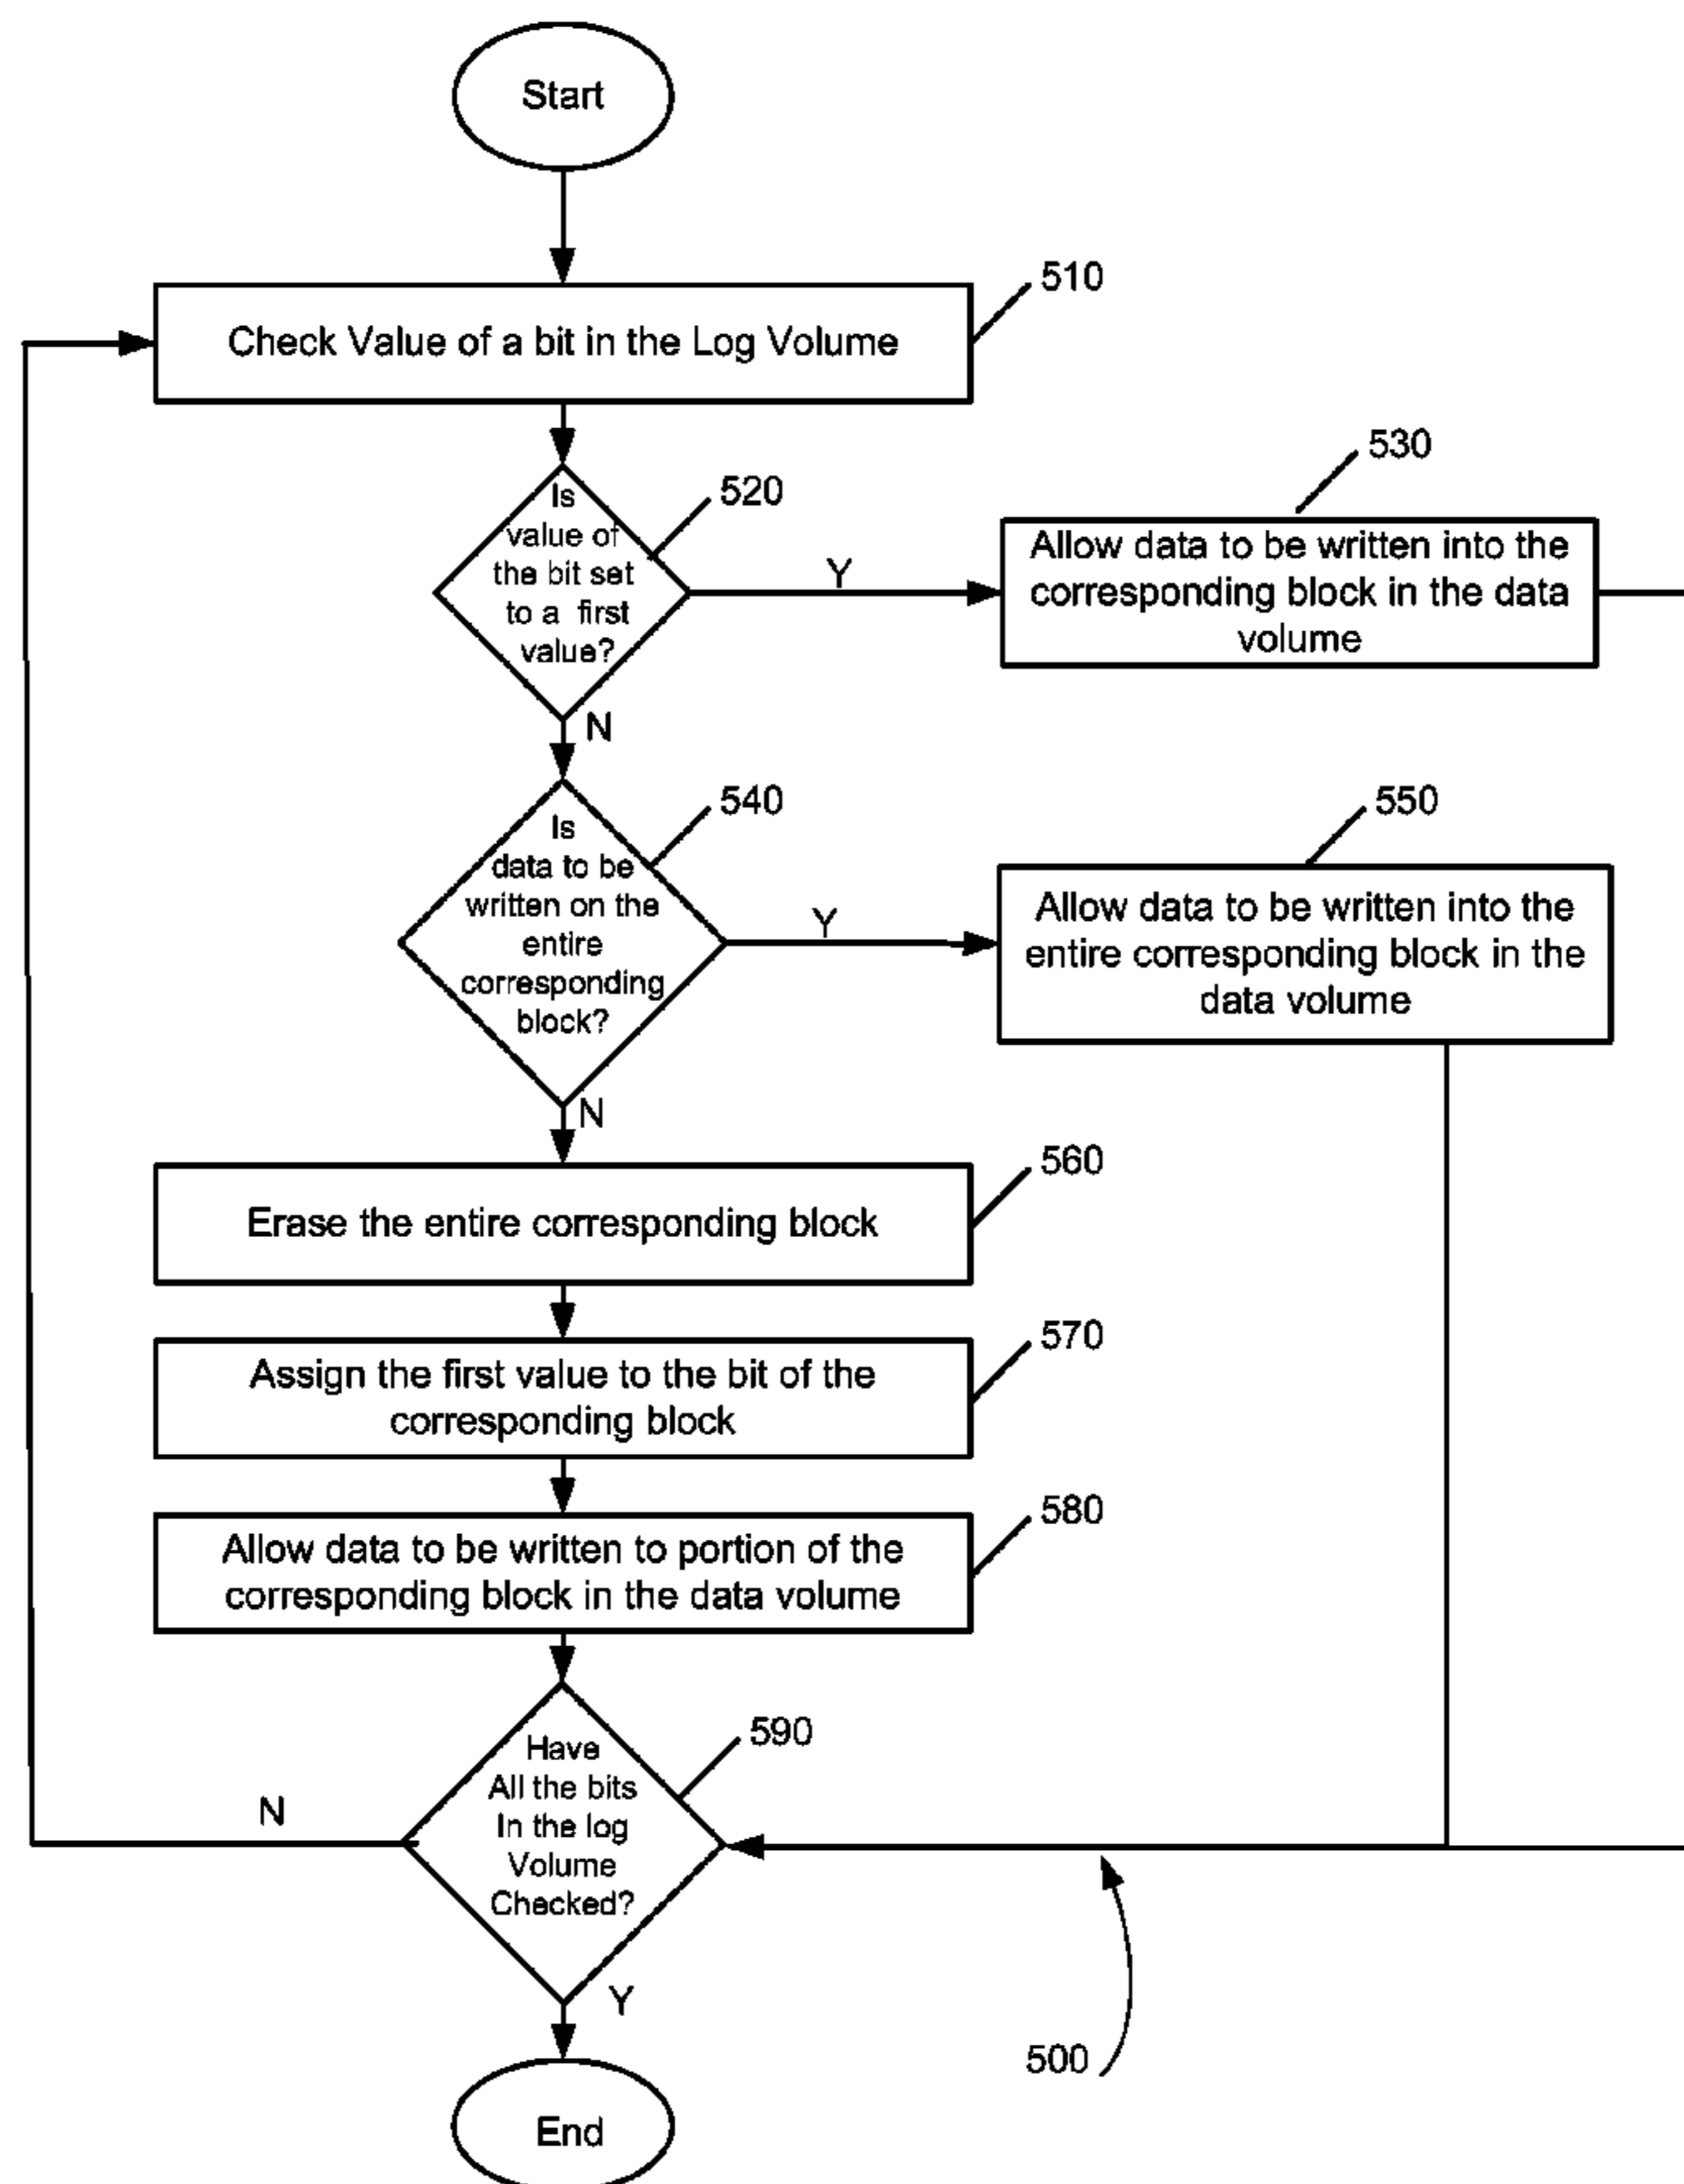 Start
510
Check Value of a bit in the Log Volume
520
Is
value of
the bit set
to a first
value?
Y
530
Allow data to be written into the
corresponding block in the data
volume
N
540
Is
data to be
written on the
entire
corresponding
block?
Y
550
Allow data to be written into the
entire corresponding block in the
data volume
N
560
Erase the entire corresponding block
570
Assign the first value to the bit of the
corresponding block
580
Allow data to be written to portion of the
corresponding block in the data volume
590
Have
All the bits
In the log
Volume
Checked?
N
Y
500
End